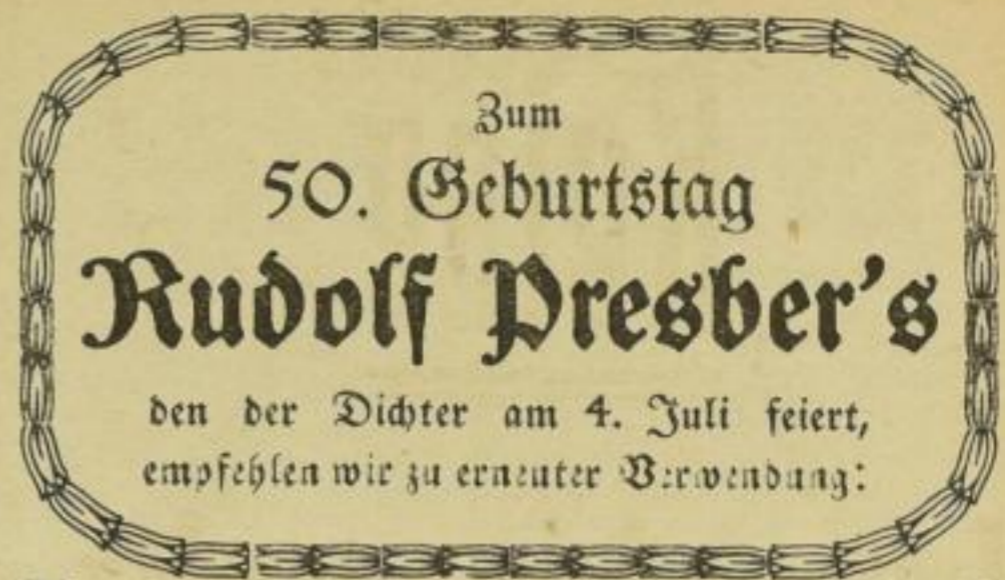 Zum
50. Geburtstag
Rudolf Presber's
den der Dichter am 4. Juli feiert,
empfehlen wir zu erneuter Verwendung: